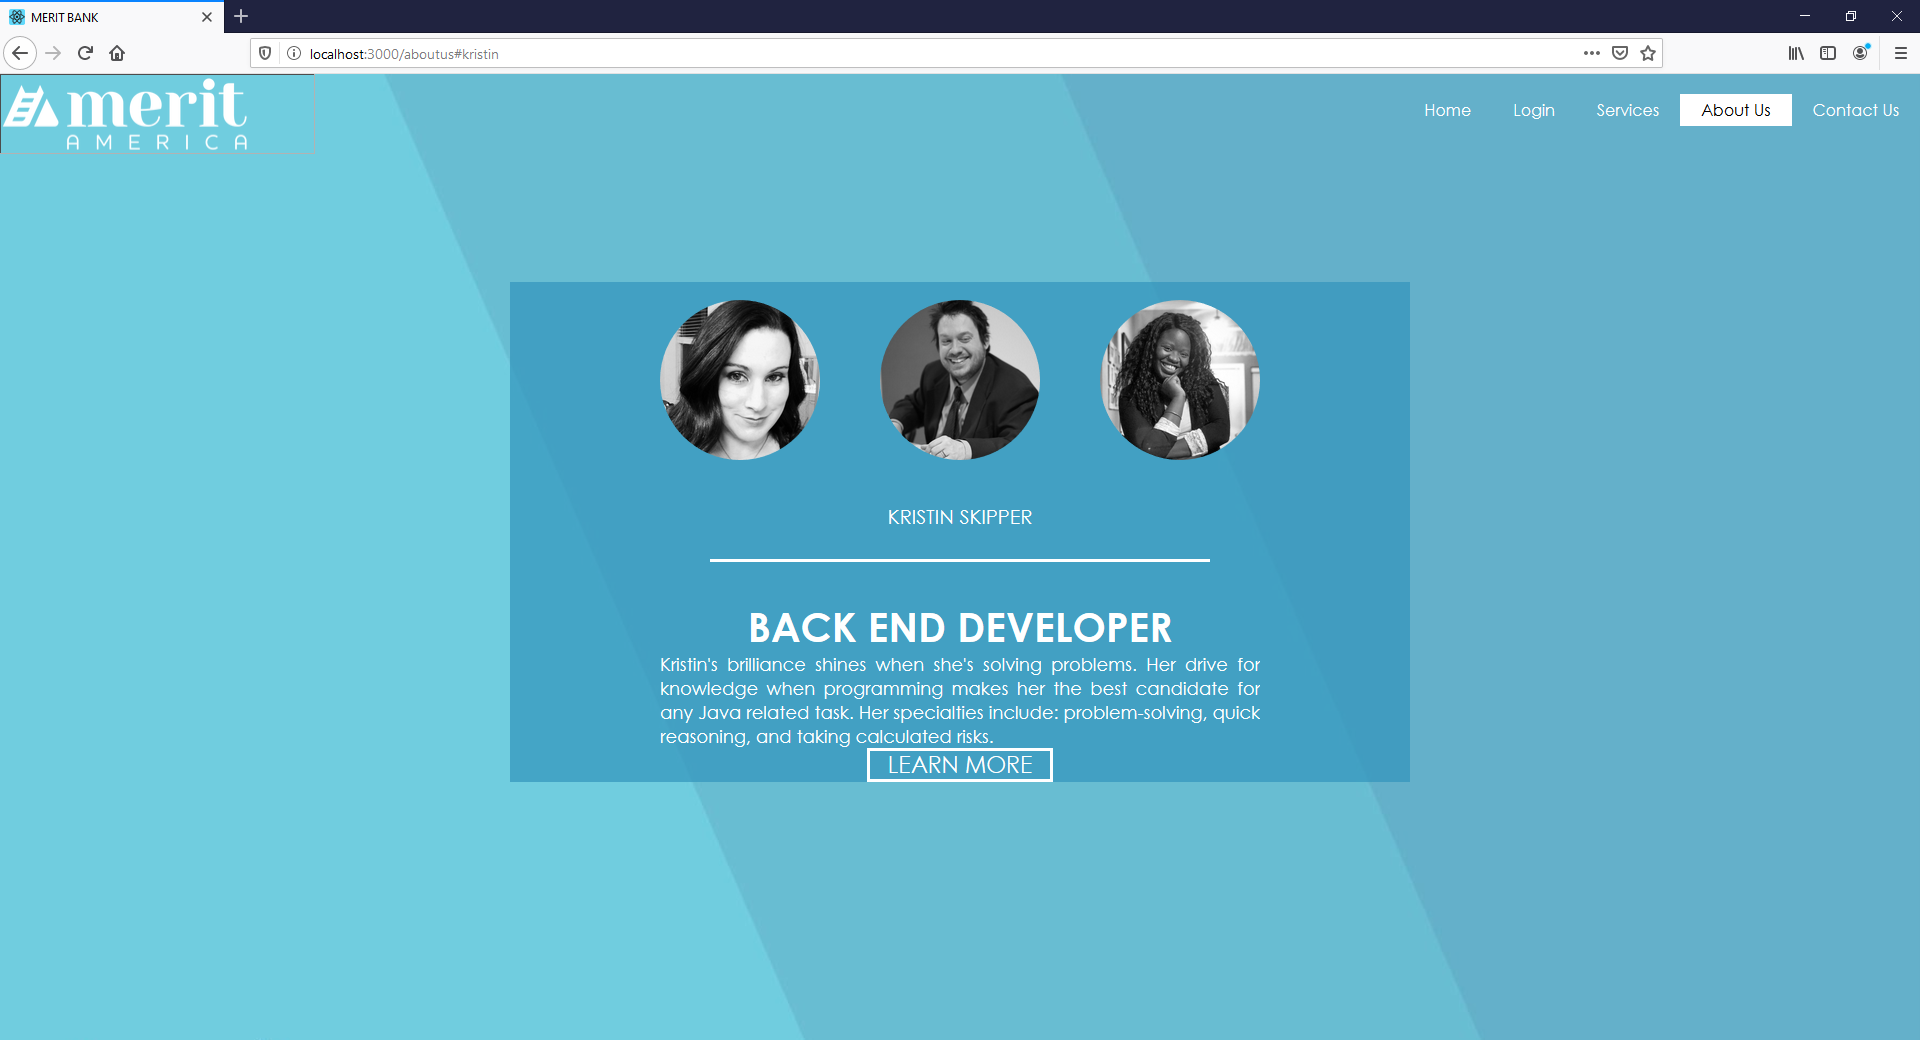 MERIT BANK
localhost:3000/aboutus#kristin
merit
AMERICA
Home Login Services About Us Contact Us
KRISTIN SKIPPER
BACK END DEVELOPER
Kristin's brilliance shines when she's solving problems. Her drive for
knowledge when programming makes her the best candidate for
any Java related task. Her specialties include: problem-solving, quick
reasoning, and taking calculated risks.
LEARN MORE